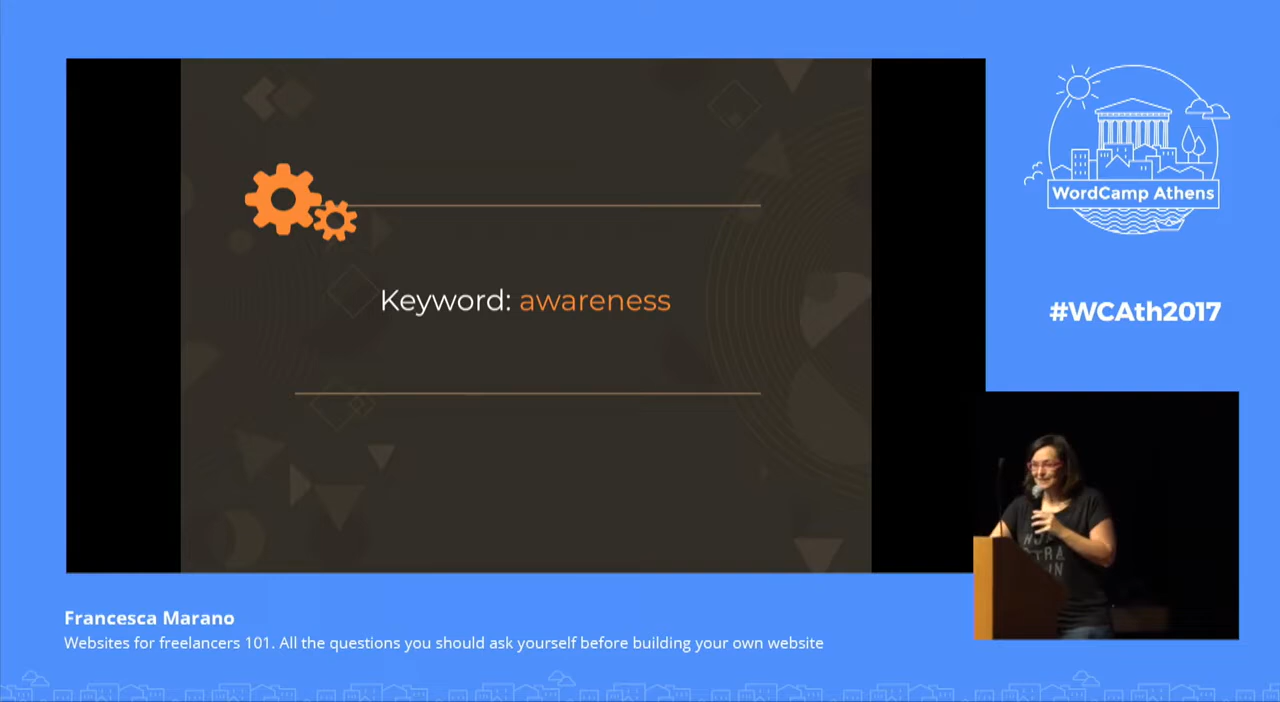 Keyword: awareness
WordCamp Athens
#WCAth2017
Francesca Marano
Websites for freelancers 101. All the questions you should ask yourself before building your own website